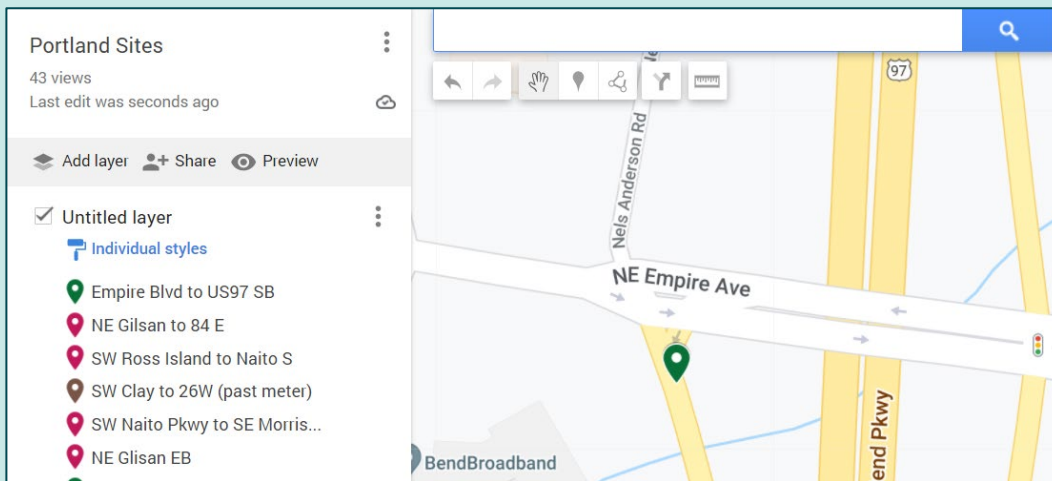 Portland Sites
43 views
Last edit was seconds ago
Add layer Share Preview
Untitled layer
Individual styles
Empire Blvd to US97 SB
NE Gilsan to 84 E
SW Ross Island to Naito S
SW Clay to 26W (past meter)
SW Naito Pkwy to SE Morris...
NE Glisan EB
97
Nels Anderson Rd
NE Empire Ave
end Pkwy
BendBroadband